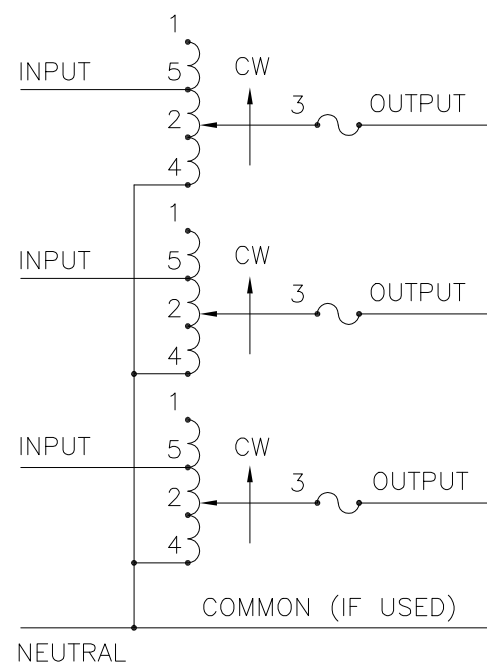 1
INPUT
5
CW
2
3
OUTPUT
4
1
INPUT
5
CW
2
3
OUTPUT
4
1
INPUT
5
CW
2
3
OUTPUT
4
COMMON (IF USED)
NEUTRAL